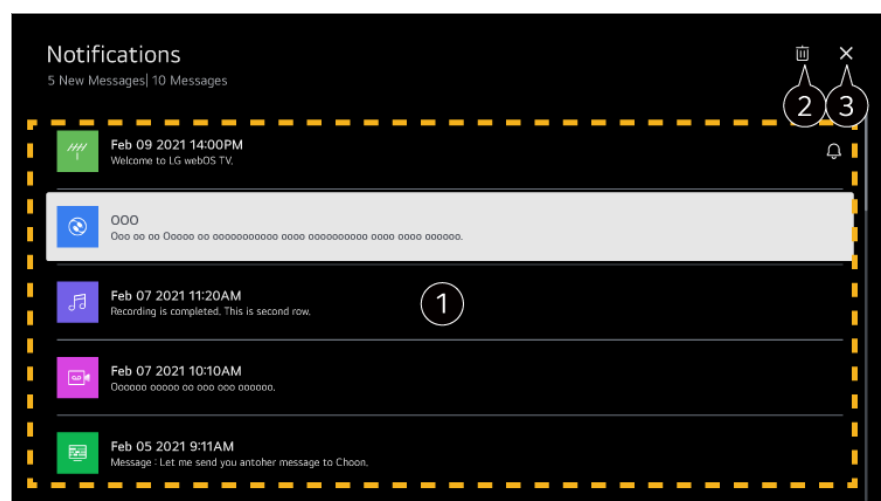 Notifications
5 New Messages| 10 Messages
2 3
Feb 09 2021 14:00PM
Welcome to LG webOS TV.
OOO
Ooo oo oo Ooooo oo ooooooooooo oooo oooooooooo oooo oooo oooooo.
Feb 07 2021 11:20AM
Recording is completed. This is second row.
1
Feb 07 2021 10:10AM
Oooooo ooooo oo ooo ooo oooooo.
Feb 05 2021 9:11AM
Message : Let me send you antoher message to Choon.